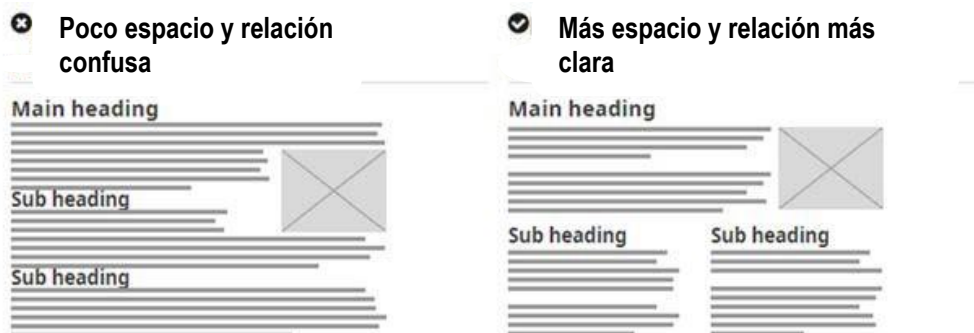 Poco espacio y relación
confusa
Main heading
Sub heading
Sub heading
Más espacio y relación más
clara
Main heading
Sub heading
Sub heading